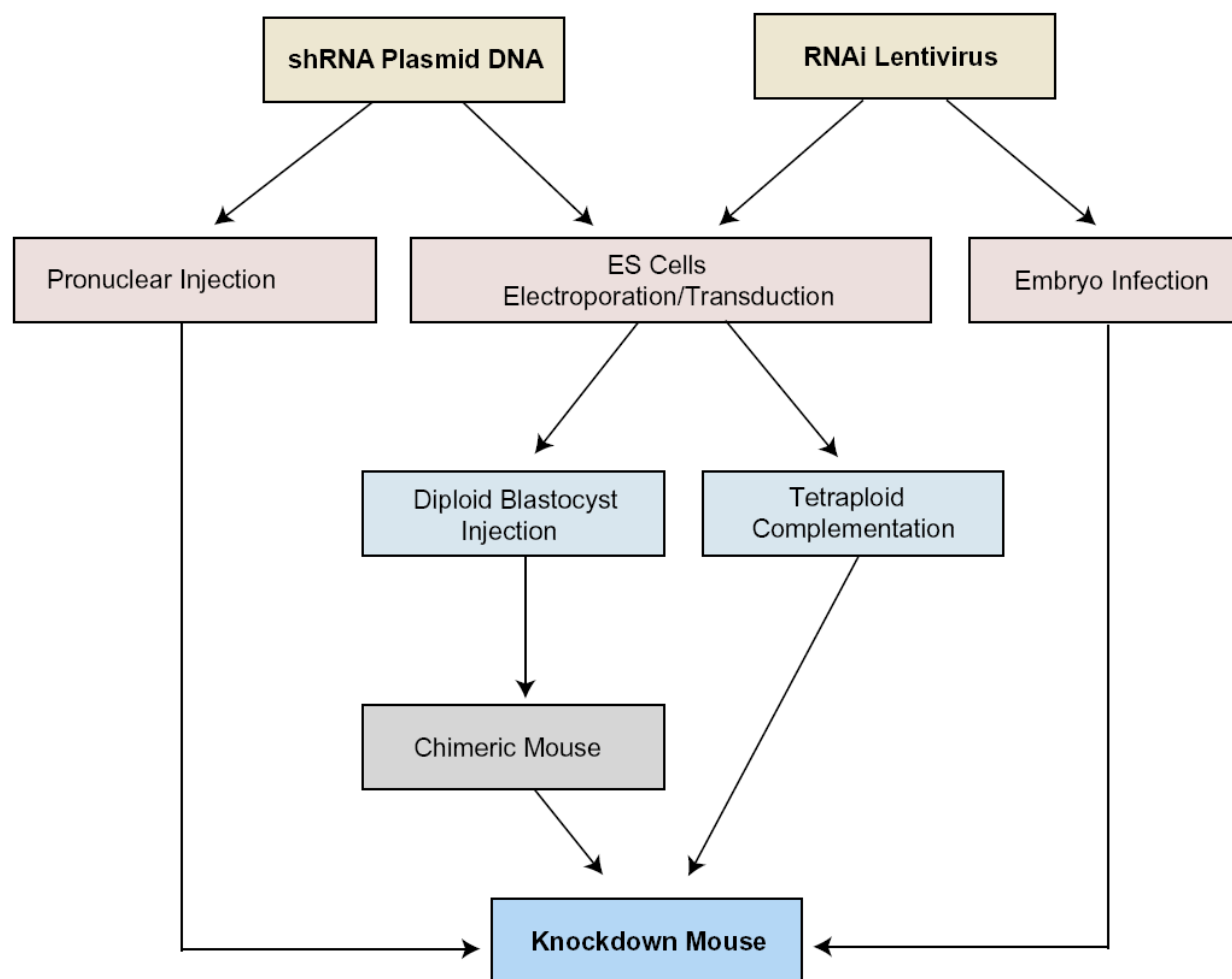 shRNA Plasmid DNA
RNAi Lentivirus
Pronuclear Injection
ES Cells
Electroporation/Transduction
Embryo Infection
Diploid Blastocyst
Injection
Tetraploid
Complementation
Chimeric Mouse
Knockdown Mouse